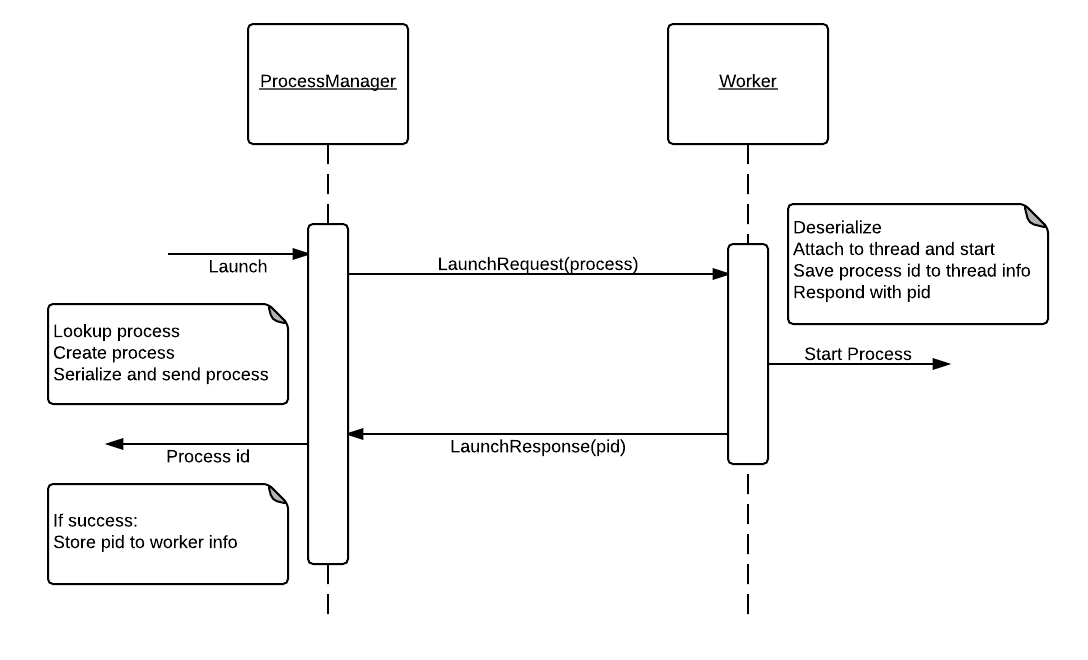 ProcessManager
Worker
Deserialize
Attach to thread and start
Save process id to thread info
Respond with pid
Launch
LaunchRequest(process)
Lookup process
Create process
Serialize and send process
Start Process
LaunchResponse(pid)
Process id
If success:
Store pid to worker info